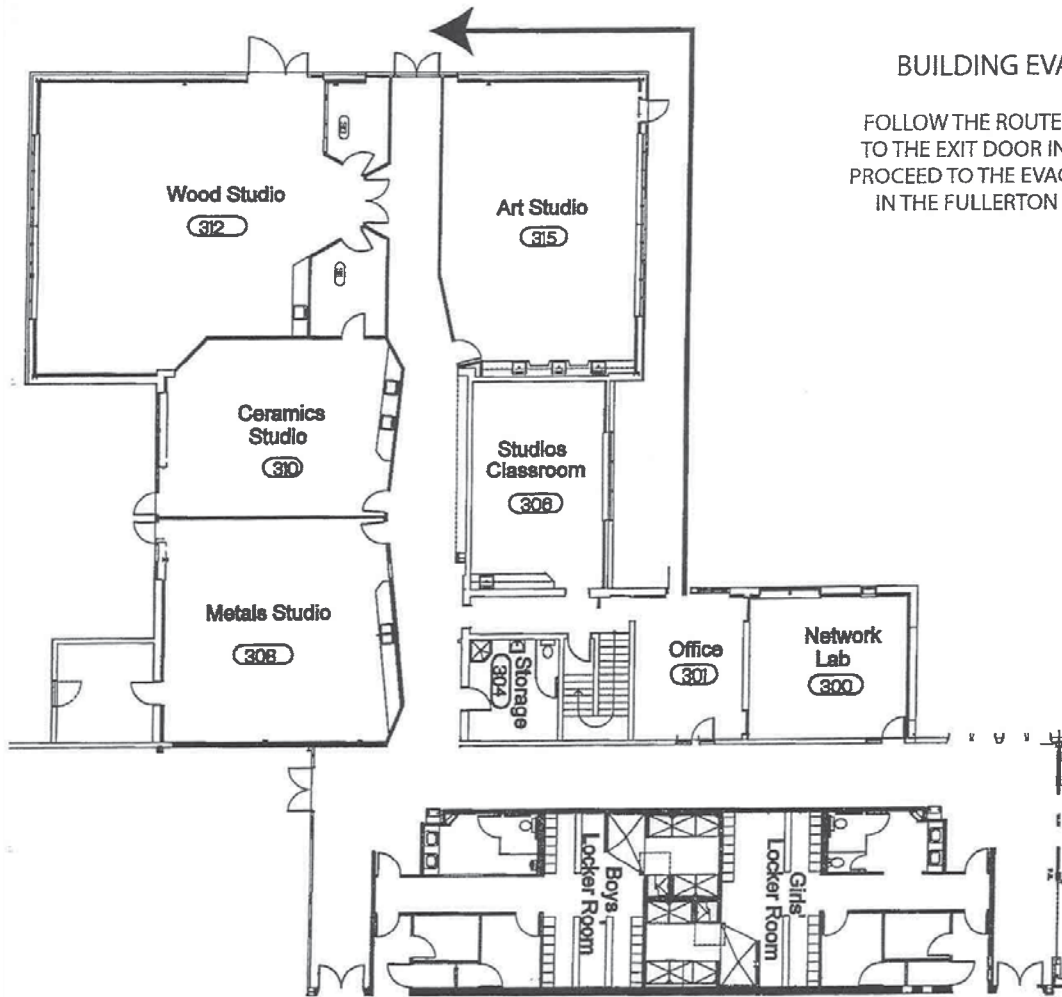 BUILDING EVA
FOLLOW THE ROUTE
TO THE EXIT DOOR IN
PROCEED TO THE EVAC
IN THE FULLERTON
Wood Studio
312
Art Studio
315
Ceramics
Studio
310
Studios
Classroom
306
Metals Studio
308
Storage
304
Office
301
Network
Lab
300
Boys'
Locker Room
Girls'
Locker Room